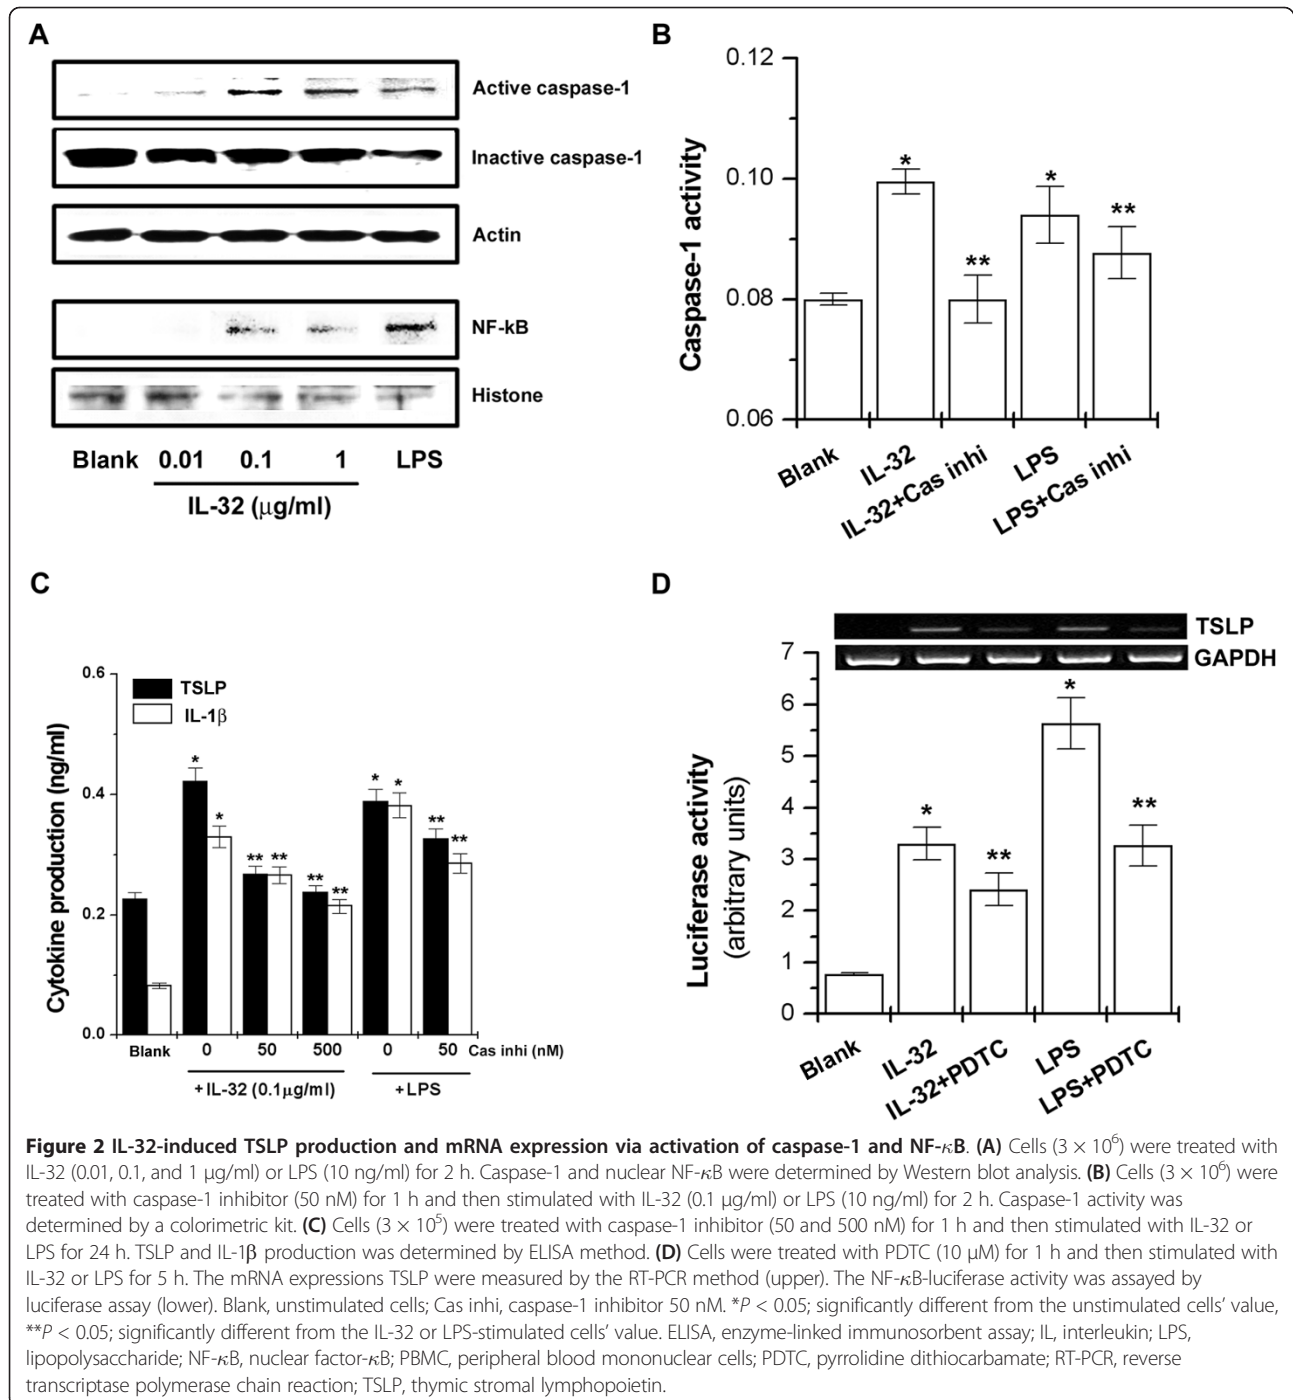 A
Active caspase-1
Inactive caspase-1
Actin
NF-kB
Histone
Blank 0.01 0.1 1 LPS
IL-32 (μg/ml)
B
Caspase-1 activity
0.12
0.10
0.08
0.06
* ** * **
Blank
IL-32
IL-32+Cas inhi
LPS
LPS+Cas inhi
C
Cytokine production (ng/ml)
0.6
0.4
0.2
0.0
TSLP
IL-1β
* * ** ** ** ** * * ** **
Blank 0 50 500 0 50 Cas inhi (nM)
+IL-32 (0.1μg/ml) +LPS
D
TSLP
GAPDH
Luciferase activity
(arbitrary units)
7
6
5
4
3
2
1
0
* ** * **
Blank
IL-32
IL-32+PDTC
LPS
LPS+PDTC
Figure 2 IL-32-induced TSLP production and mRNA expression via activation of caspase-1 and NF-κB. (A) Cells (3 × 10⁶) were treated with
IL-32 (0.01, 0.1, and 1 μg/ml) or LPS (10 ng/ml) for 2 h. Caspase-1 and nuclear NF-κB were determined by Western blot analysis. (B) Cells (3 × 10⁶) were
treated with caspase-1 inhibitor (50 nM) for 1 h and then stimulated with IL-32 (0.1 μg/ml) or LPS (10 ng/ml) for 2 h. Caspase-1 activity was
determined by a colorimetric kit. (C) Cells (3 × 10⁵) were treated with caspase-1 inhibitor (50 and 500 nM) for 1 h and then stimulated with IL-32 or
LPS for 24 h. TSLP and IL-1β production was determined by ELISA method. (D) Cells were treated with PDTC (10 μM) for 1 h and then stimulated with
IL-32 or LPS for 5 h. The mRNA expressions TSLP were measured by the RT-PCR method (upper). The NF-κB-luciferase activity was assayed by
luciferase assay (lower). Blank, unstimulated cells; Cas inhi, caspase-1 inhibitor 50 nM. *P < 0.05; significantly different from the unstimulated cells’ value,
**P < 0.05; significantly different from the IL-32 or LPS-stimulated cells’ value. ELISA, enzyme-linked immunosorbent assay; IL, interleukin; LPS,
lipopolysaccharide; NF-κB, nuclear factor-κB; PBMC, peripheral blood mononuclear cells; PDTC, pyrrolidine dithiocarbamate; RT-PCR, reverse
transcriptase polymerase chain reaction; TSLP, thymic stromal lymphopoietin.